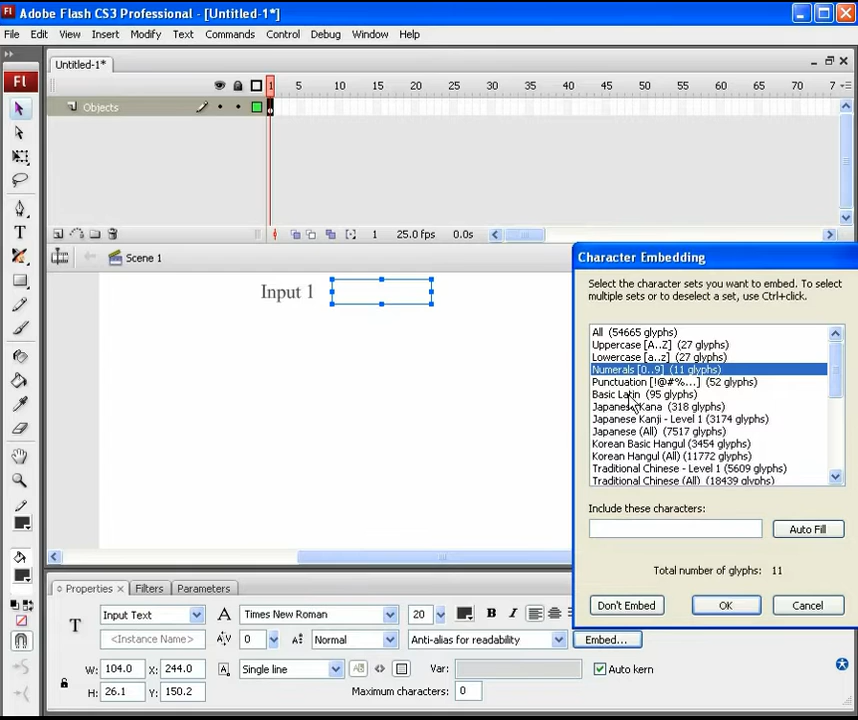 Adobe Flash CS3 Professional - [Untitled-1*]
File Edit View Insert Modify Text Commands Control Debug Window Help
Untitled-1*
1 5 10 15 20 25 30 35 40 45 50 55 60 65 70 7
Objects
1 25.0 fps 0.0s
Scene 1
Input 1
Character Embedding
Select the character sets you want to embed. To select
multiple sets or to deselect a set, use Ctrl+click.
All (54665 glyphs)
Uppercase [A..Z] (27 glyphs)
Lowercase [a..z] (27 glyphs)
Numerals [0..9] (11 glyphs)
Punctuation [!@#%...] (52 glyphs)
Basic Latin (95 glyphs)
Japanese Kana (318 glyphs)
Japanese Kanji - Level 1 (3174 glyphs)
Japanese (All) (7517 glyphs)
Korean Basic Hangul (3454 glyphs)
Korean Hangul (All) (11772 glyphs)
Traditional Chinese - Level 1 (5609 glyphs)
Traditional Chinese (All) (18439 glyphs)
Include these characters:
Auto Fill
Total number of glyphs: 11
Don't Embed OK Cancel
Properties Filters Parameters
Input Text Times New Roman 20 B I
<Instance Name> 0 Normal Anti-alias for readability Embed...
W: 104.0 X: 244.0 Single line Var: Auto kern
H: 26.1 Y: 150.2 Maximum characters: 0